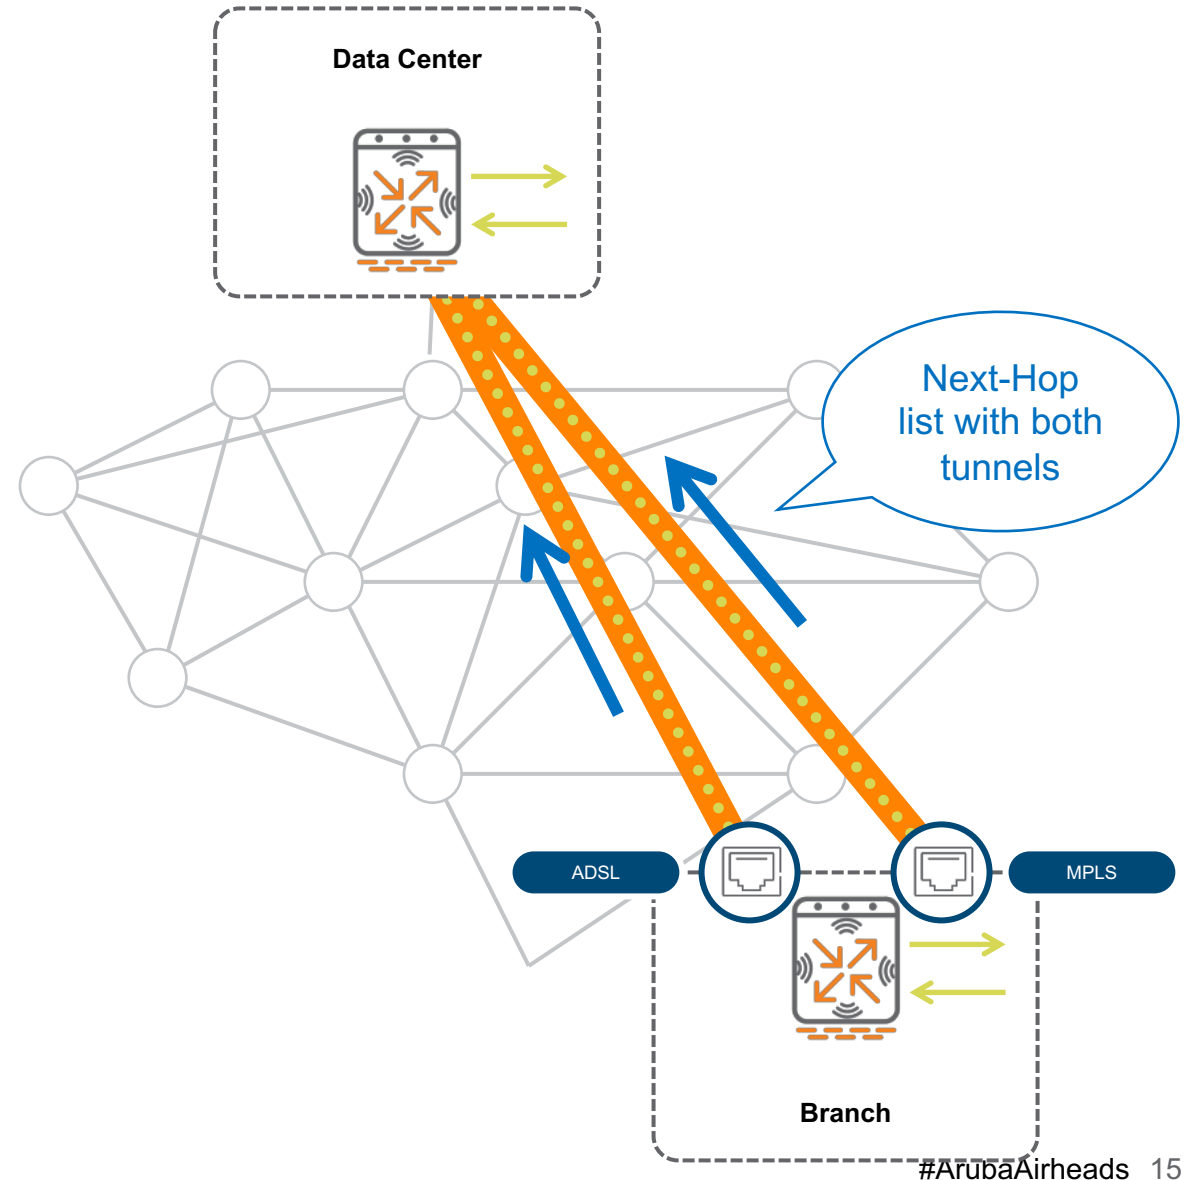 Data Center
Next-Hop
list with both
tunnels
ADSL
MPLS
Branch
#ArubaAirheads 15